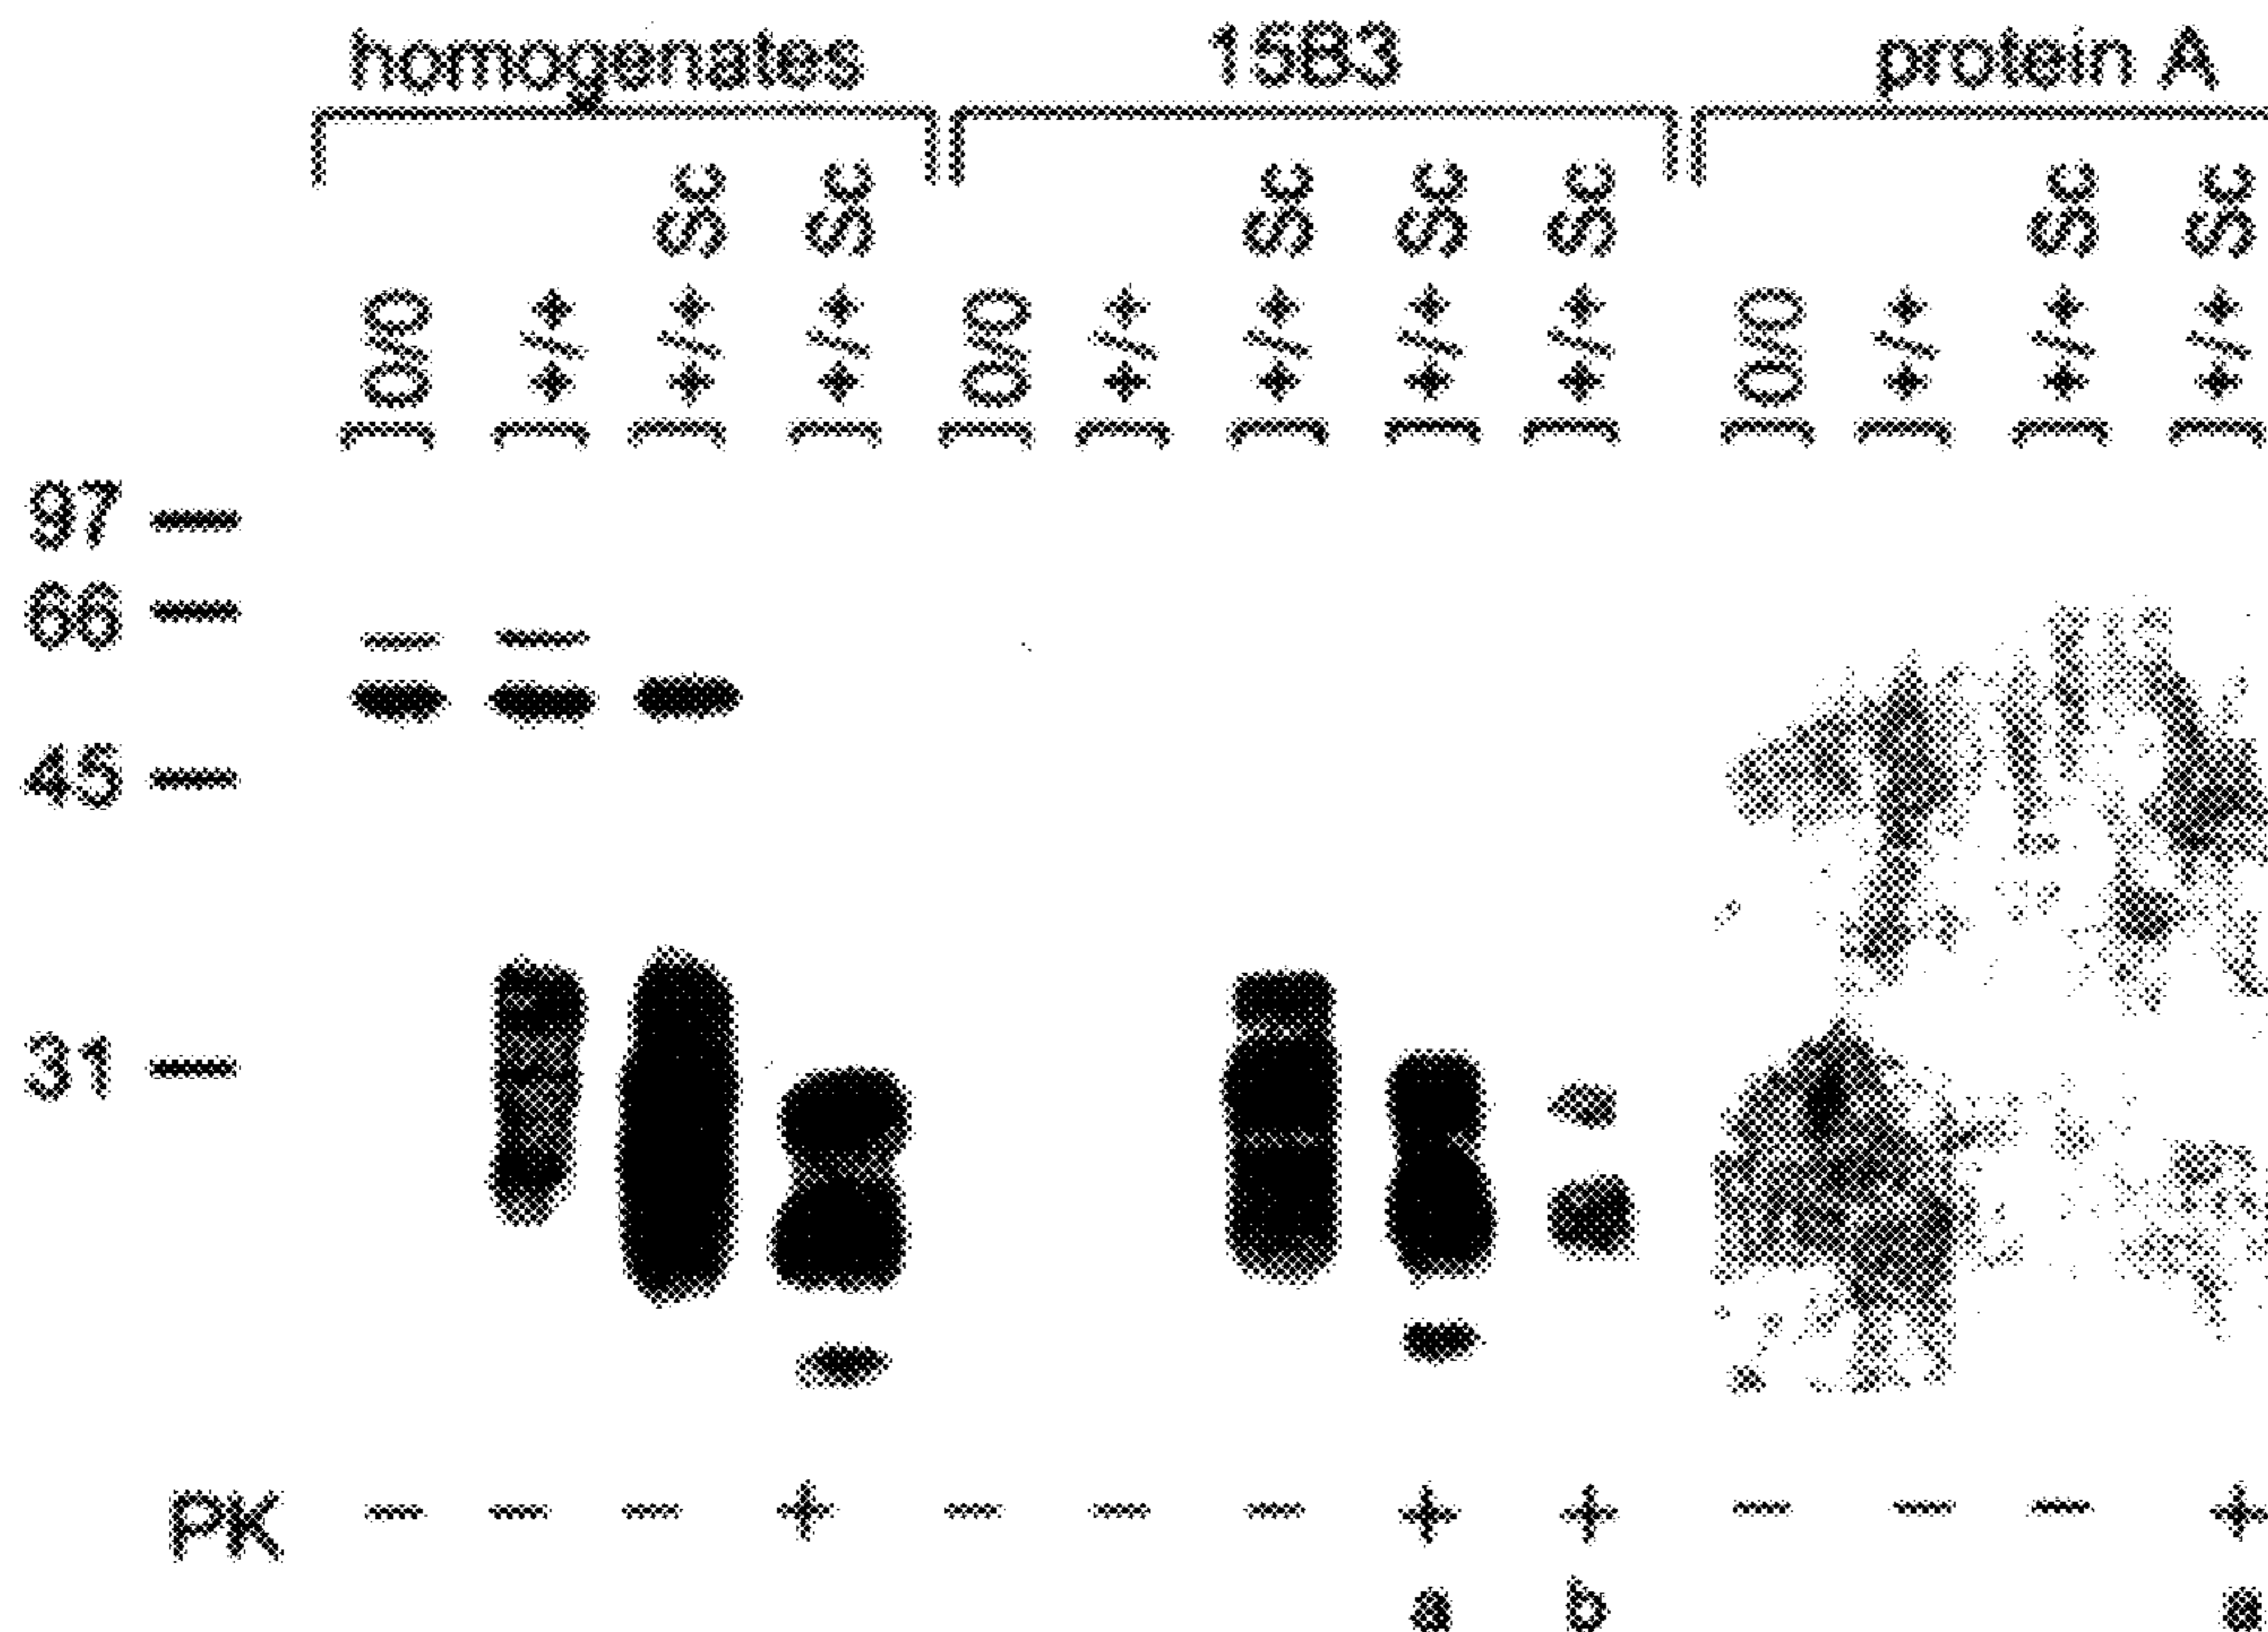 homogenates 15B3 protein A
Sc Sc Sc Sc Sc Sc Sc
0/0 +/+ +/+ +/+ 0/0 +/+ +/+ +/+ +/+ 0/0 +/+ +/+ +/+
97
66
45
31
PK − − − + − − − + + − − − +
a b a